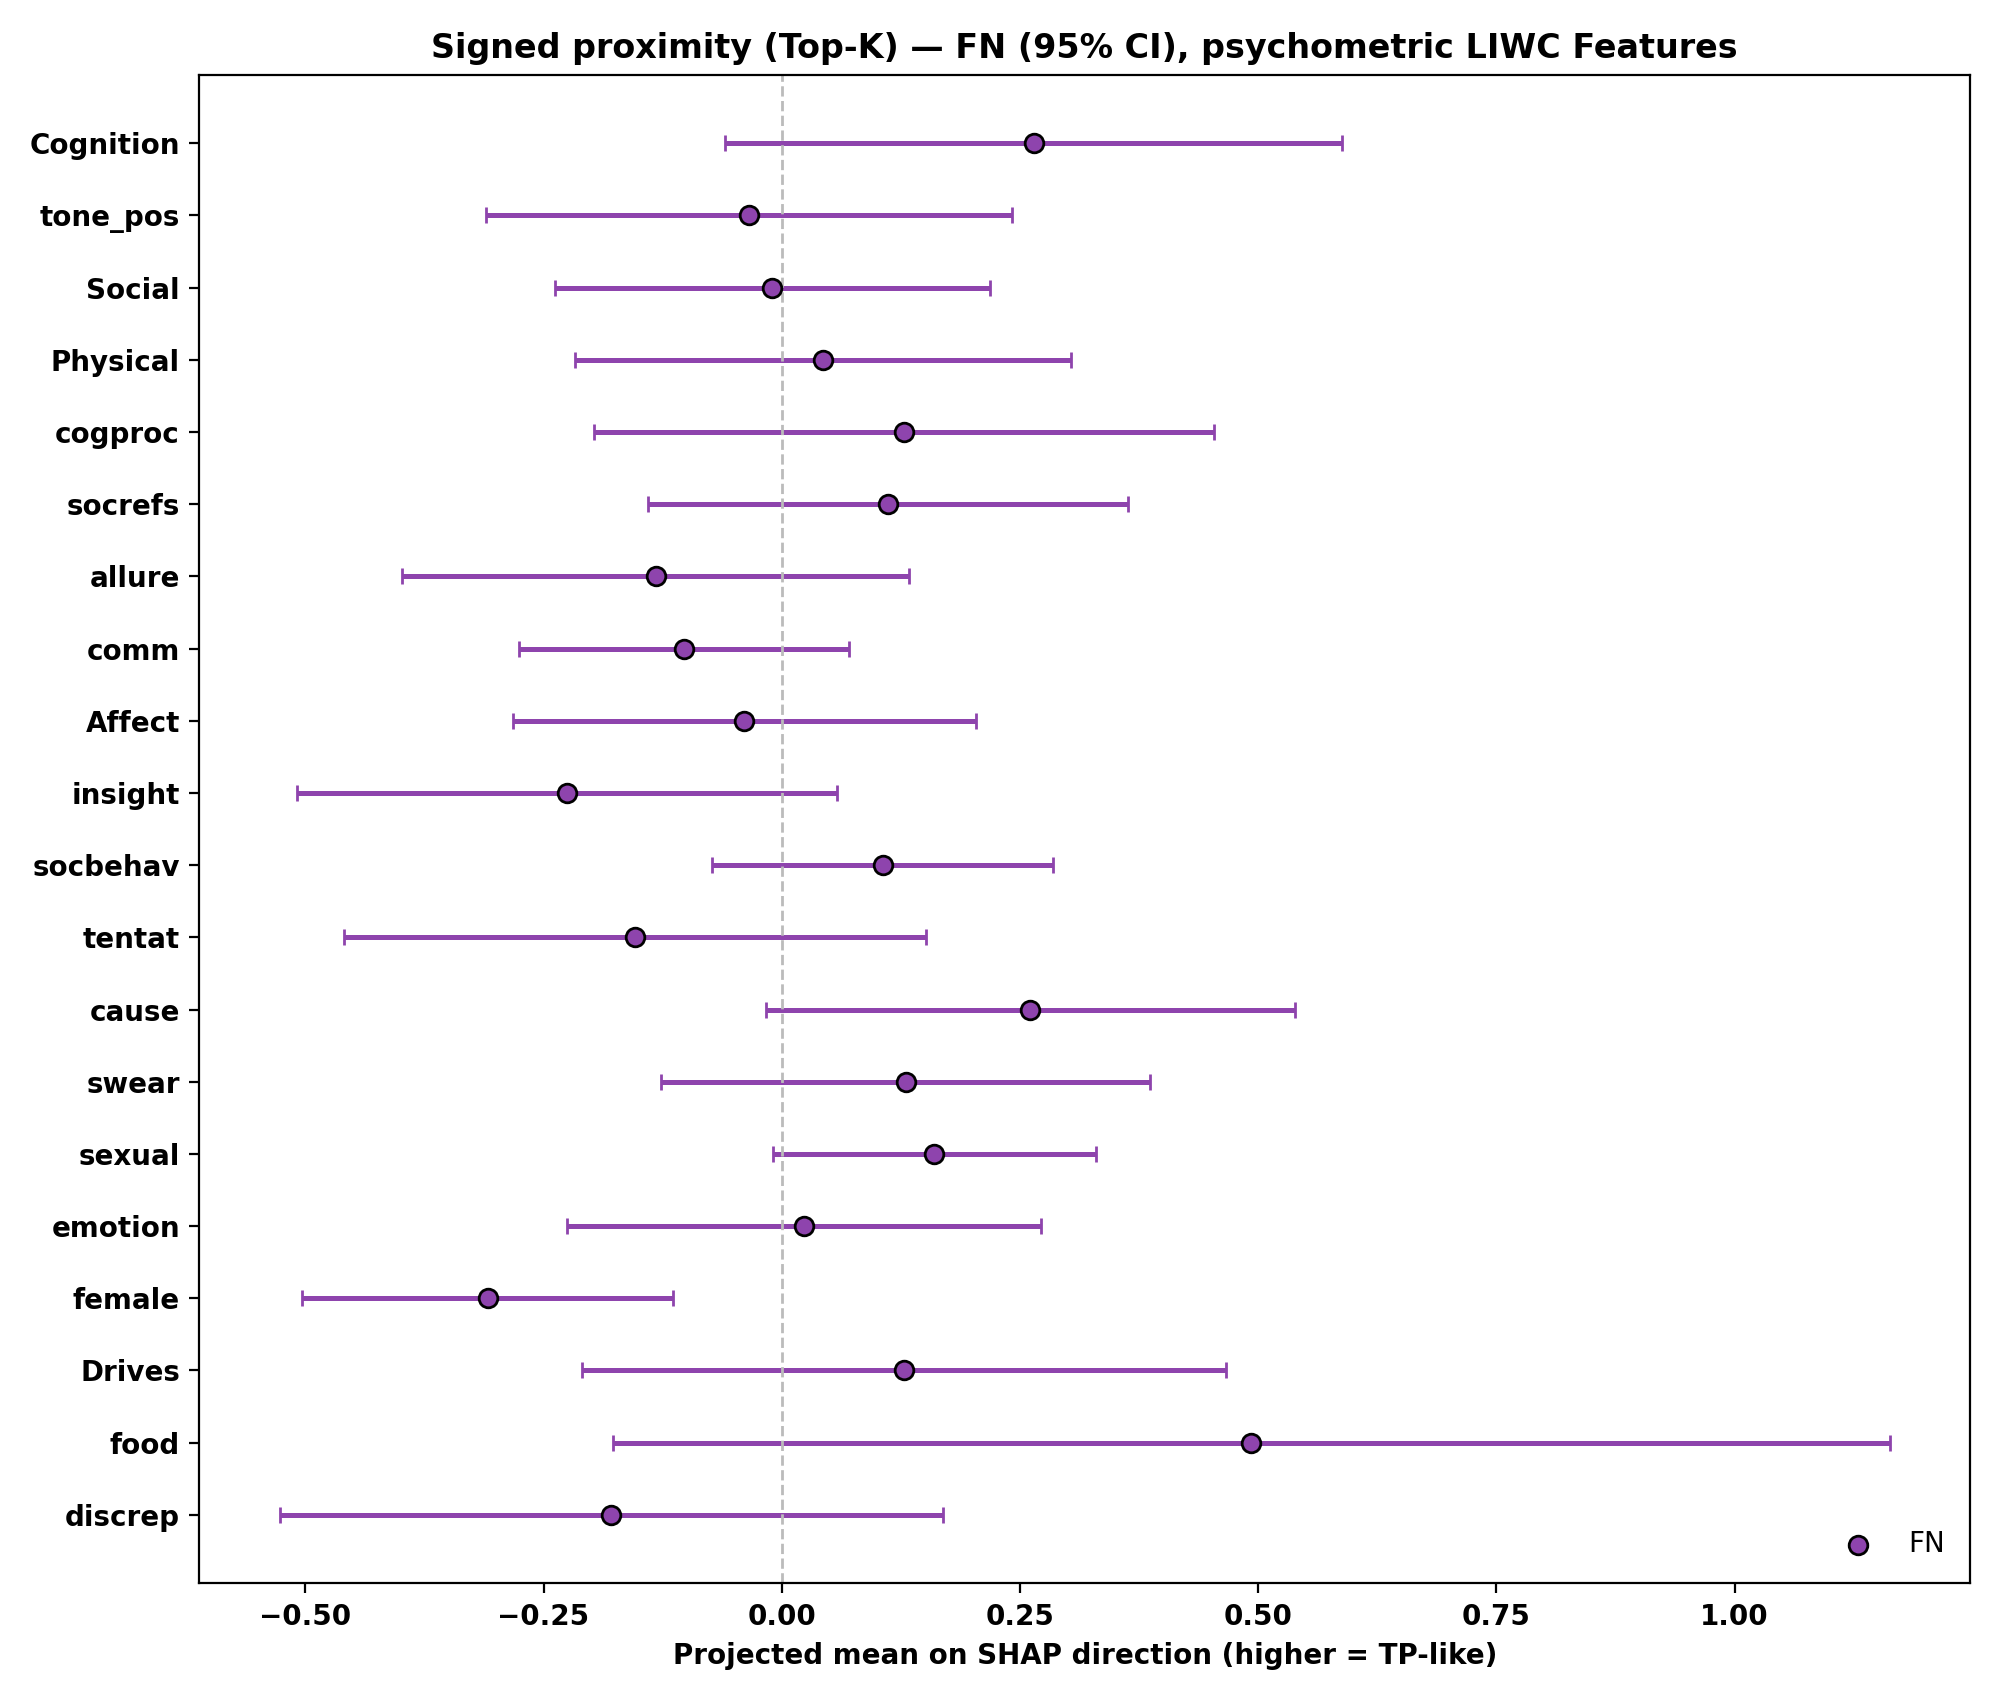 Signed proximity (Top-K) — FN (95% CI), psychometric LIWC Features
Cognition
tone_pos
Social
Physical
cogproc
socrefs
allure
comm
Affect
insight
socbehav
tentat
cause
swear
sexual
emotion
female
Drives
food
discrep
FN
−0.50 −0.25 0.00 0.25 0.50 0.75 1.00
Projected mean on SHAP direction (higher = TP-like)